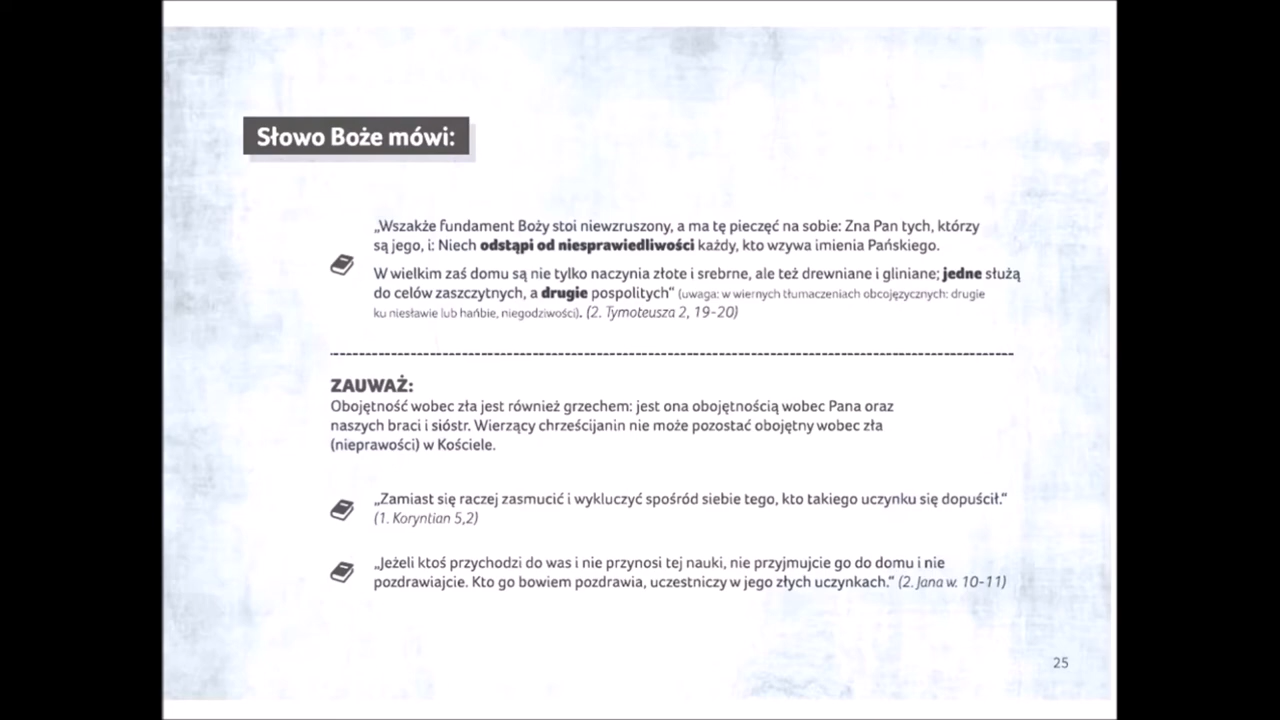 Słowo Boże mówi:
„Wszakże fundament Boży stoi niewzruszony, a ma tę pieczęć na sobie: Zna Pan tych, którzy
są jego, i: Niech odstąpi od niesprawiedliwości każdy, kto wzywa imienia Pańskiego.
W wielkim zaś domu są nie tylko naczynia złote i srebrne, ale też drewniane i gliniane; jedne służą
do celów zaszczytnych, a drugie pospolitych“ (uwaga: w wiernych tłumaczeniach obcojęzycznych: drugie
ku niesławie lub hańbie, niegodziwości). (2. Tymoteusza 2, 19-20)
ZAUWAŻ:
Obojętność wobec zła jest również grzechem: jest ona obojętnością wobec Pana oraz
naszych braci i sióstr. Wierzący chrześcijanin nie może pozostać obojętny wobec zła
(nieprawości) w Kościele.
„Zamiast się raczej zasmucić i wykluczyć spośród siebie tego, kto takiego uczynku się dopuścił.“
(1. Koryntian 5,2)
„Jeżeli ktoś przychodzi do was i nie przynosi tej nauki, nie przyjmujcie go do domu i nie
pozdrawiajcie. Kto go bowiem pozdrawia, uczestniczy w jego złych uczynkach.“ (2. Jana w. 10-11)
25